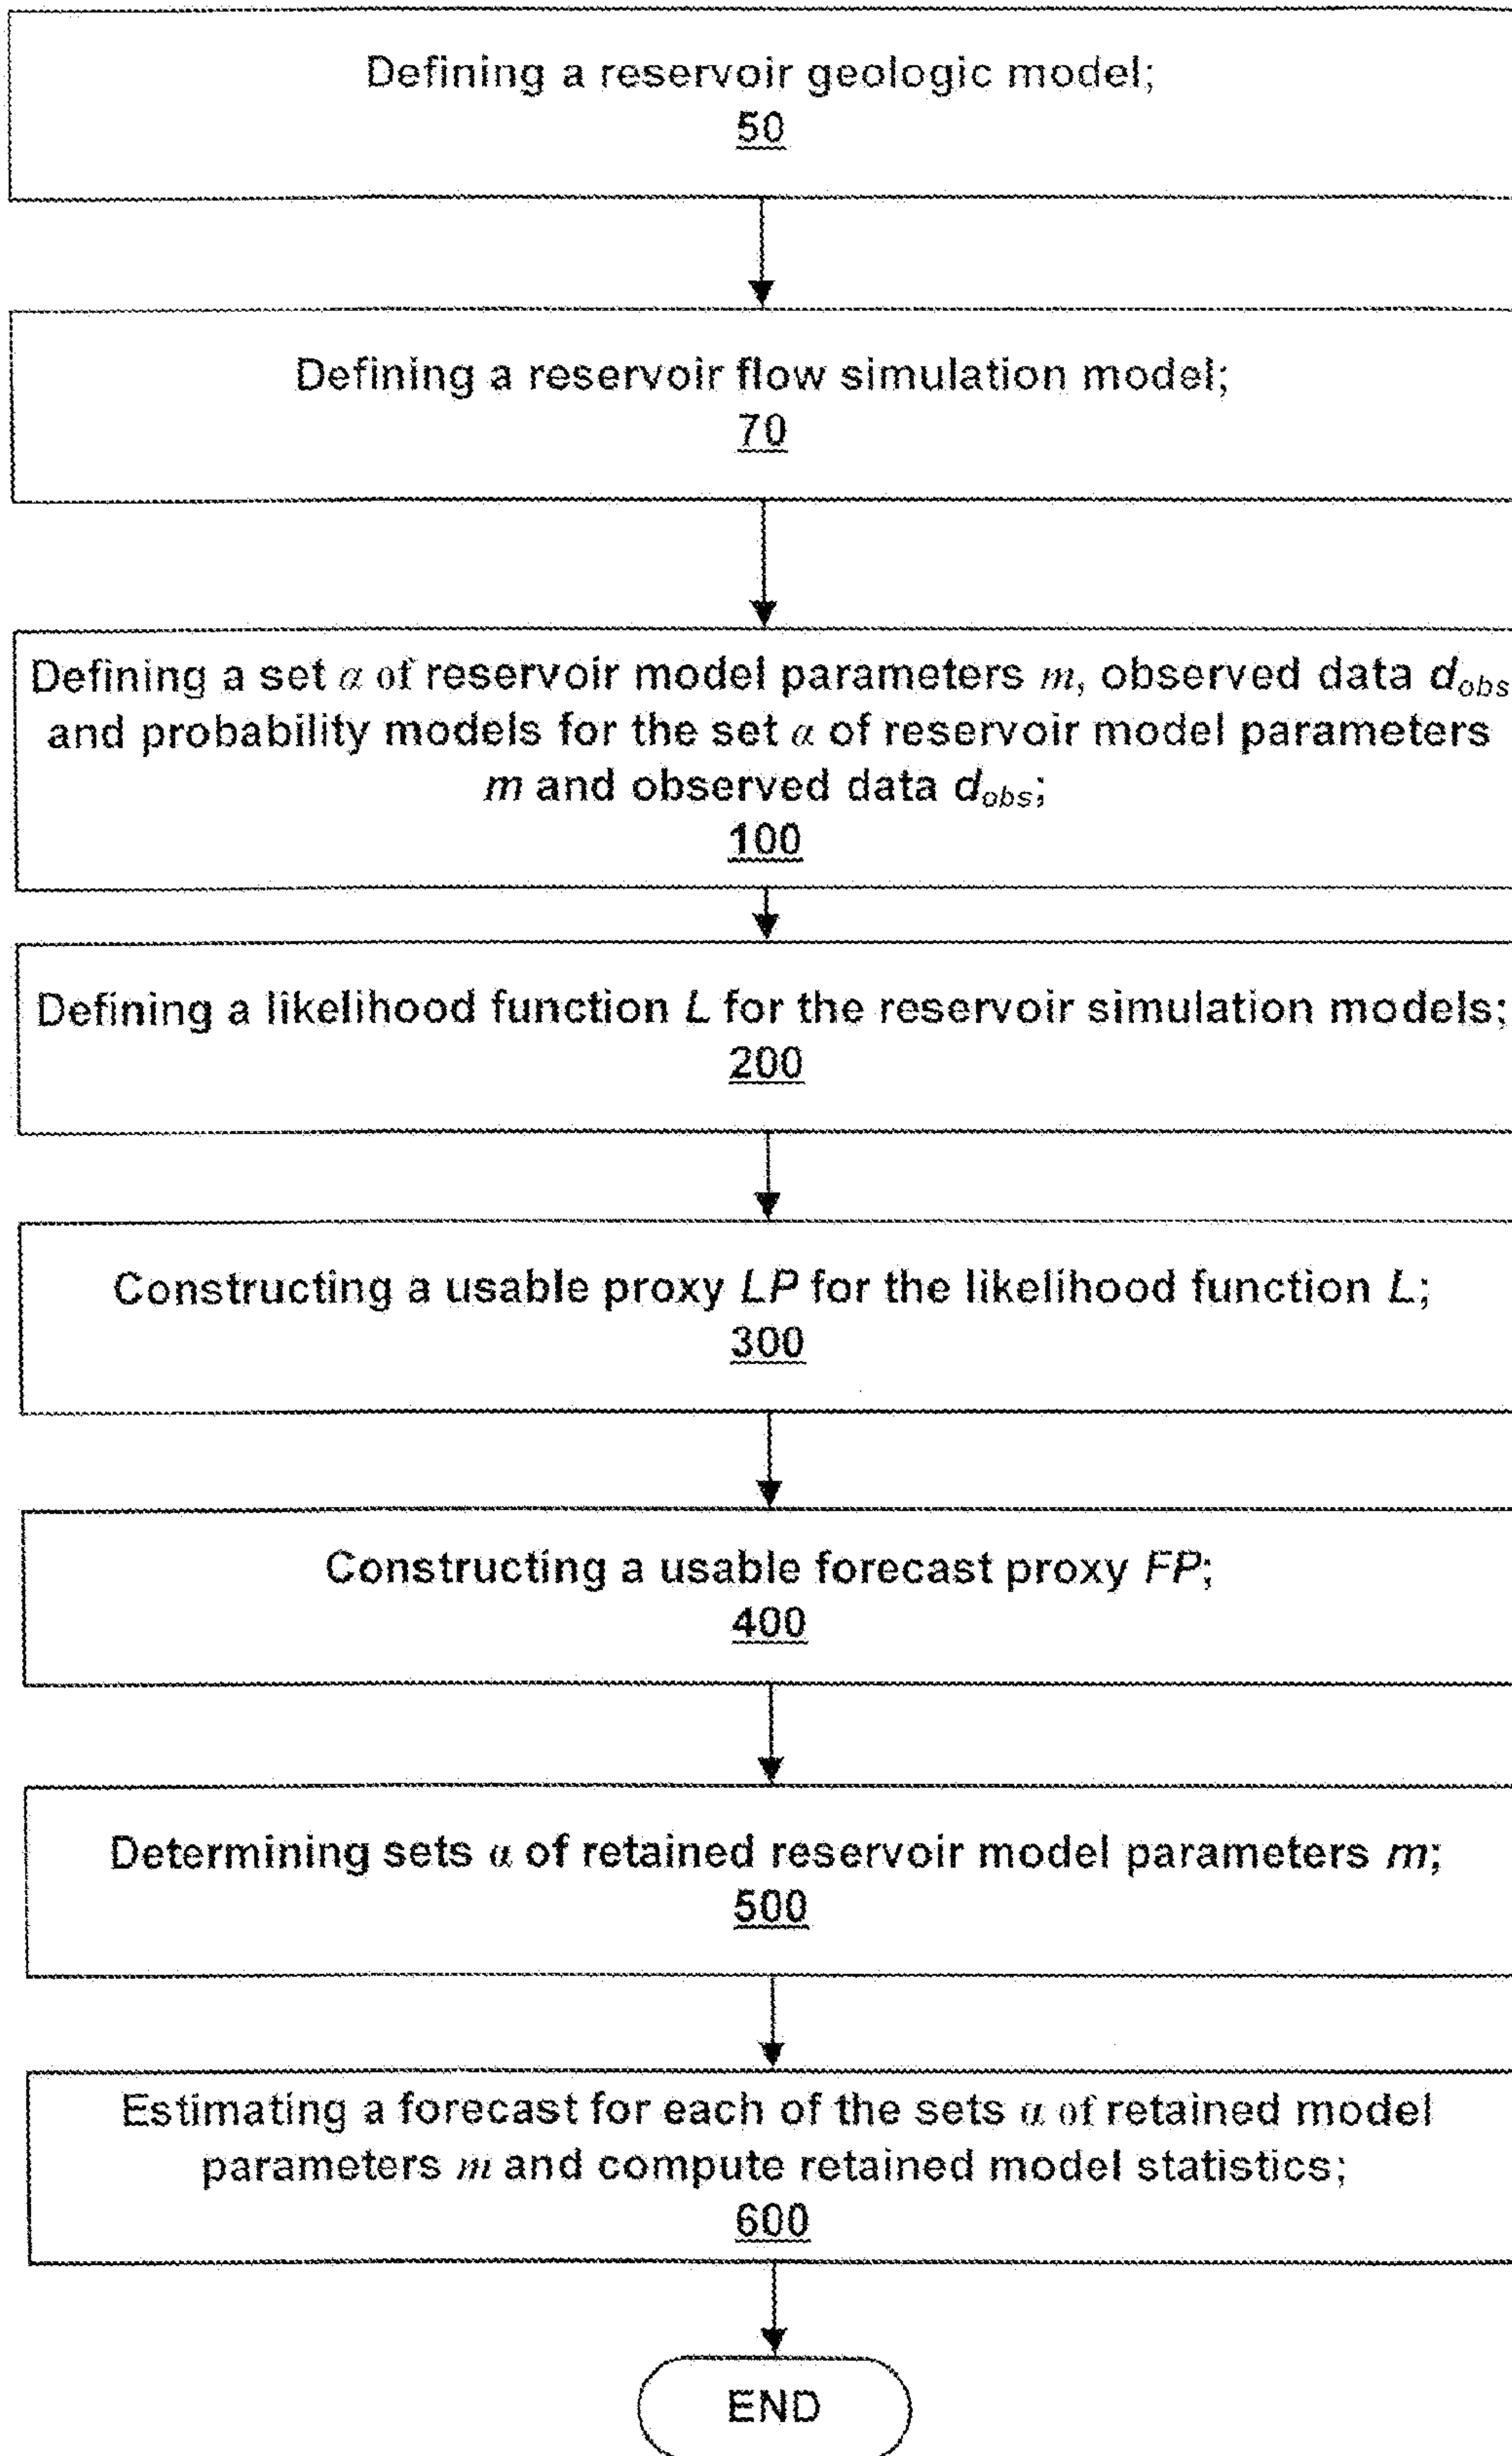 Defining a reservoir geologic model;
50
Defining a reservoir flow simulation model;
70
Defining a set α of reservoir model parameters m, observed data dobs
and probability models for the set α of reservoir model parameters
m and observed data dobs;
100
Defining a likelihood function L for the reservoir simulation models;
200
Constructing a usable proxy LP for the likelihood function L;
300
Constructing a usable forecast proxy FP;
400
Determining sets α of retained reservoir model parameters m;
500
Estimating a forecast for each of the sets α of retained model
parameters m and compute retained model statistics;
600
END